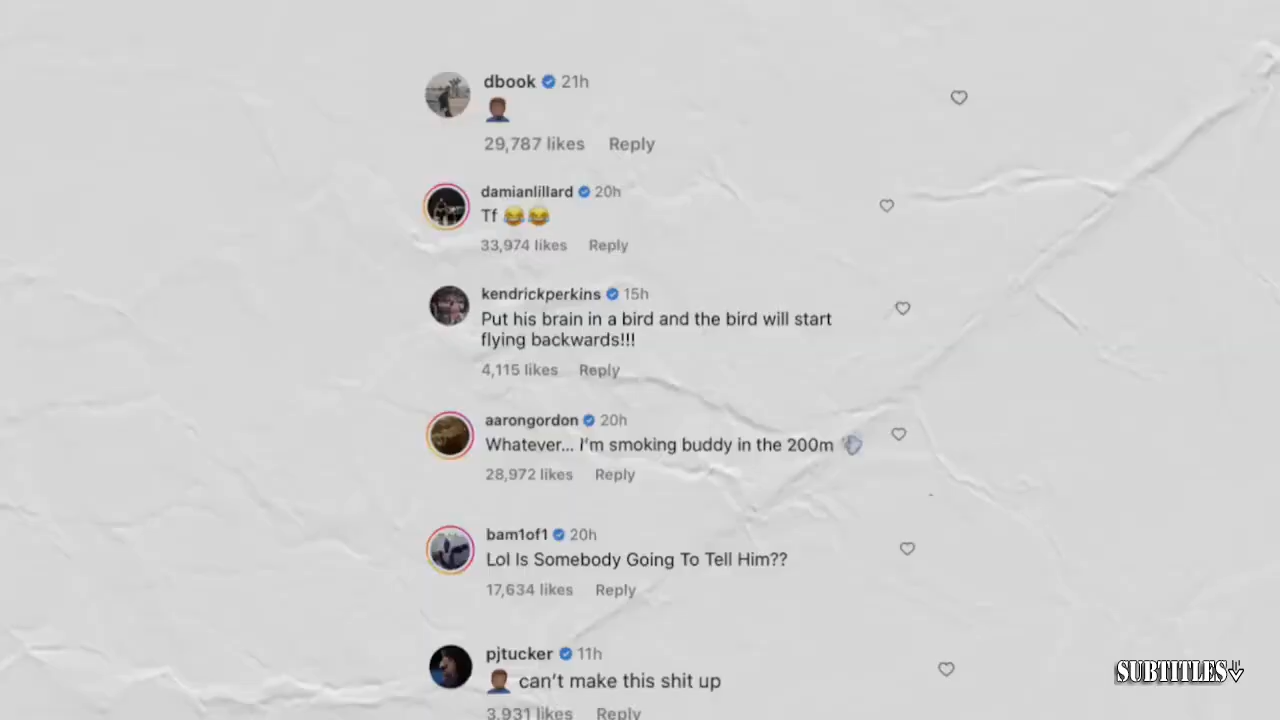 dbook 21h
🤦🏾‍♂️
29,787 likes Reply
damianlillard 20h
Tf 😂😂
33,974 likes Reply
kendrickperkins 15h
Put his brain in a bird and the bird will start
flying backwards!!!
4,115 likes Reply
aarongordon 20h
Whatever... I'm smoking buddy in the 200m
28,972 likes Reply
bam1of1 20h
Lol Is Somebody Going To Tell Him??
17,634 likes Reply
pjtucker 11h
🤦🏾‍♂️ can't make this shit up
3,931 likes Reply
SUBTITLES